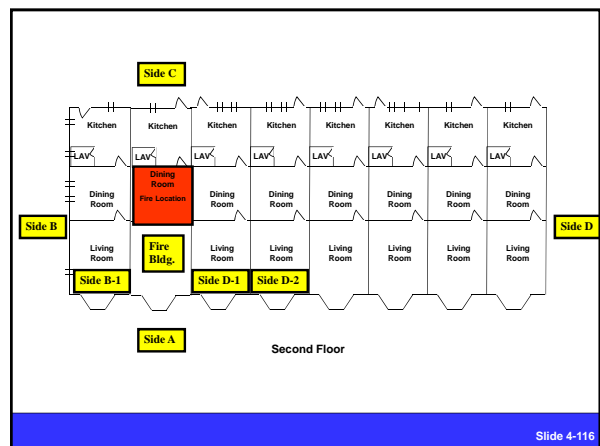 Side C
Kitchen Kitchen Kitchen Kitchen Kitchen Kitchen Kitchen Kitchen
LAV LAV LAV LAV LAV LAV LAV LAV
Dining Room
Fire Location
Dining Room
Dining Room
Dining Room
Dining Room
Dining Room
Dining Room
Dining Room
Side B
Side D
Living Room
Fire Bldg.
Living Room
Living Room
Living Room
Living Room
Living Room
Living Room
Side B-1
Side D-1
Side D-2
Side A
Second Floor
Slide 4-116